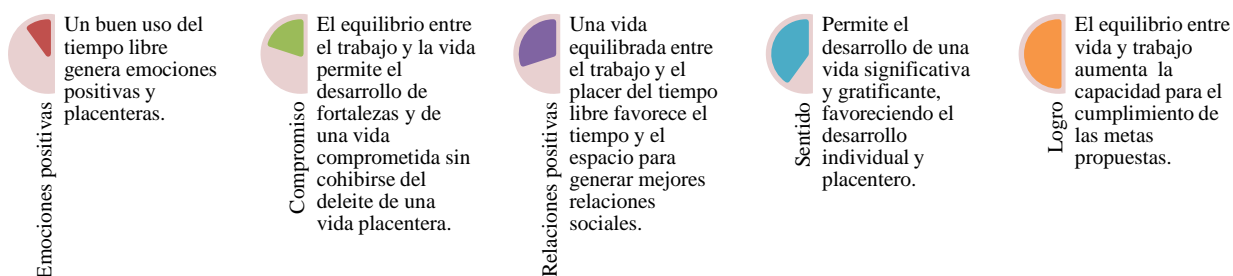 Emociones positivas
Un buen uso del
tiempo libre
genera emociones
positivas y
placenteras.
Compromiso
El equilibrio entre
el trabajo y la vida
permite el
desarrollo de
fortalezas y de
una vida
comprometida sin
cohibirse del
deleite de una
vida placentera.
Relaciones positivas
Una vida
equilibrada entre
el trabajo y el
placer del tiempo
libre favorece el
tiempo y el
espacio para
generar mejores
relaciones
sociales.
Sentido
Permite el
desarrollo de una
vida significativa
y gratificante,
favoreciendo el
desarrollo
individual y
placentero.
Logro
El equilibrio entre
vida y trabajo
aumenta  la
capacidad para el
cumplimiento de
las metas
propuestas.